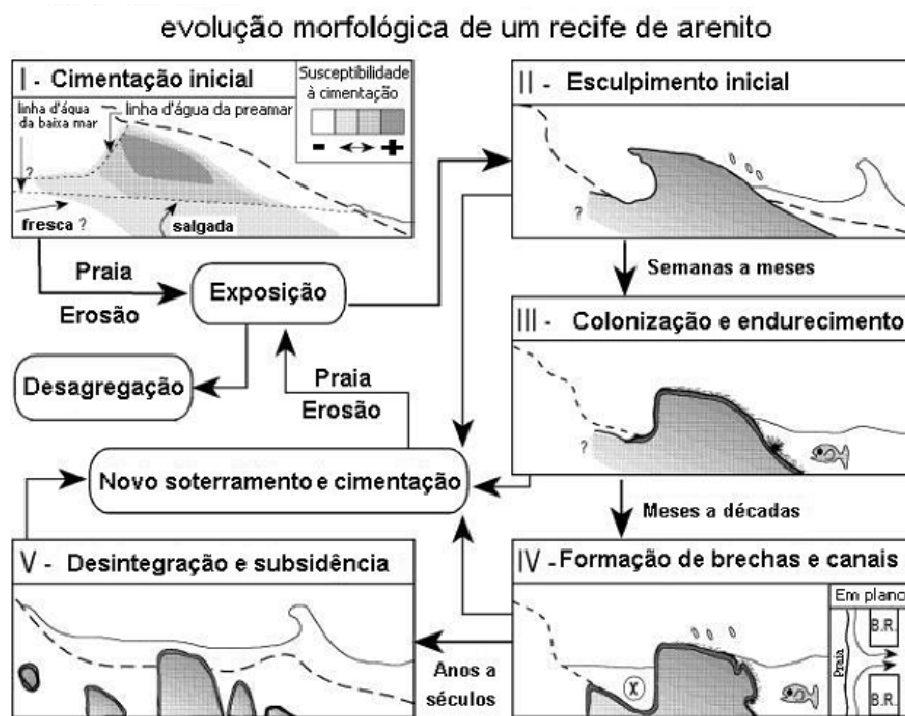 evolução morfológica de um recife de arenito
I - Cimentação inicial
linha d'água
da baixa mar
linha d'água da preamar
Susceptibilidade
à cimentação
- ↔ +
?
fresca ?
salgada
II - Esculpimento inicial
?
Praia
Erosão
Exposição
Semanas a meses
Desagregação
Praia
Erosão
III - Colonização e endurecimento
?
Novo soterramento e cimentação
Meses a décadas
V - Desintegração e subsidência
Anos a
séculos
IV - Formação de brechas e canais
Em plano
B.R.
Praia
B.R.
X